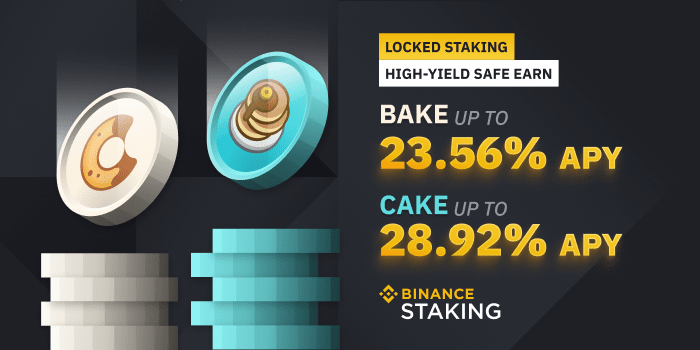 LOCKED STAKING
HIGH-YIELD SAFE EARN
BAKE UP TO
23.56% APY
CAKE UP TO
28.92% APY
BINANCE
STAKING